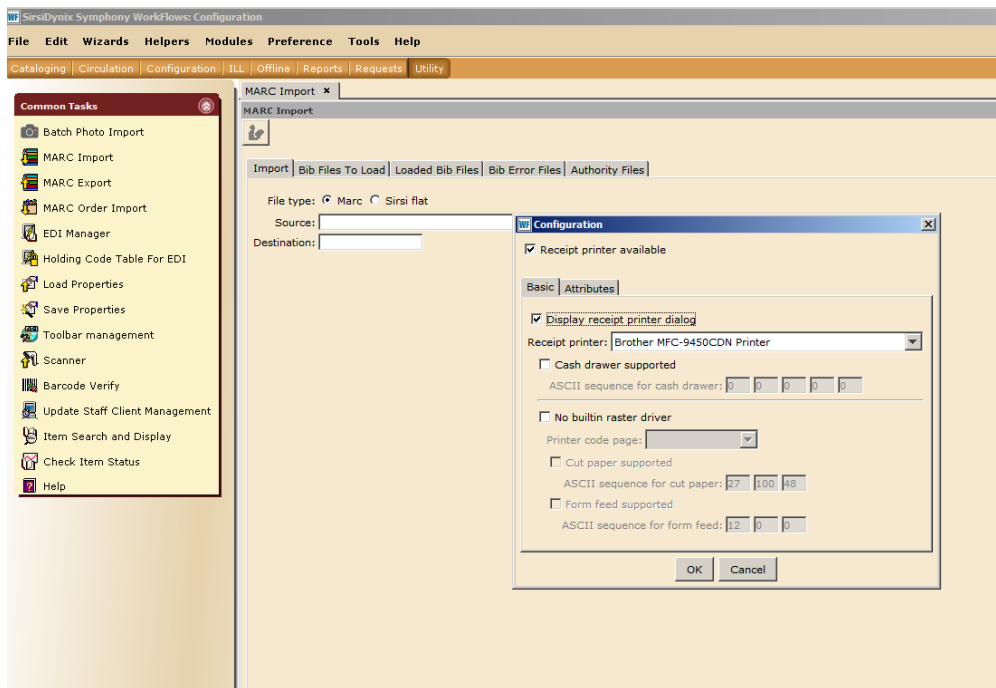 WF SirsiDynix Symphony WorkFlows: Configuration
File Edit Wizards Helpers Modules Preference Tools Help
Cataloging Circulation Configuration ILL Offline Reports Requests Utility
Common Tasks
Batch Photo Import
MARC Import
MARC Export
MARC Order Import
EDI Manager
Holding Code Table For EDI
Load Properties
Save Properties
Toolbar management
Scanner
Barcode Verify
Update Staff Client Management
Item Search and Display
Check Item Status
? Help
MARC Import ×
MARC Import
Import Bib Files To Load Loaded Bib Files Bib Error Files Authority Files
File type: Marc Sirsi flat
Source:
Destination:
WF Configuration
Receipt printer available
Basic Attributes
Display receipt printer dialog
Receipt printer: Brother MFC-9450CDN Printer
Cash drawer supported
ASCII sequence for cash drawer: 0 0 0 0 0
No builtin raster driver
Printer code page:
Cut paper supported
ASCII sequence for cut paper: 27 100 48
Form feed supported
ASCII sequence for form feed: 12 0 0
OK Cancel